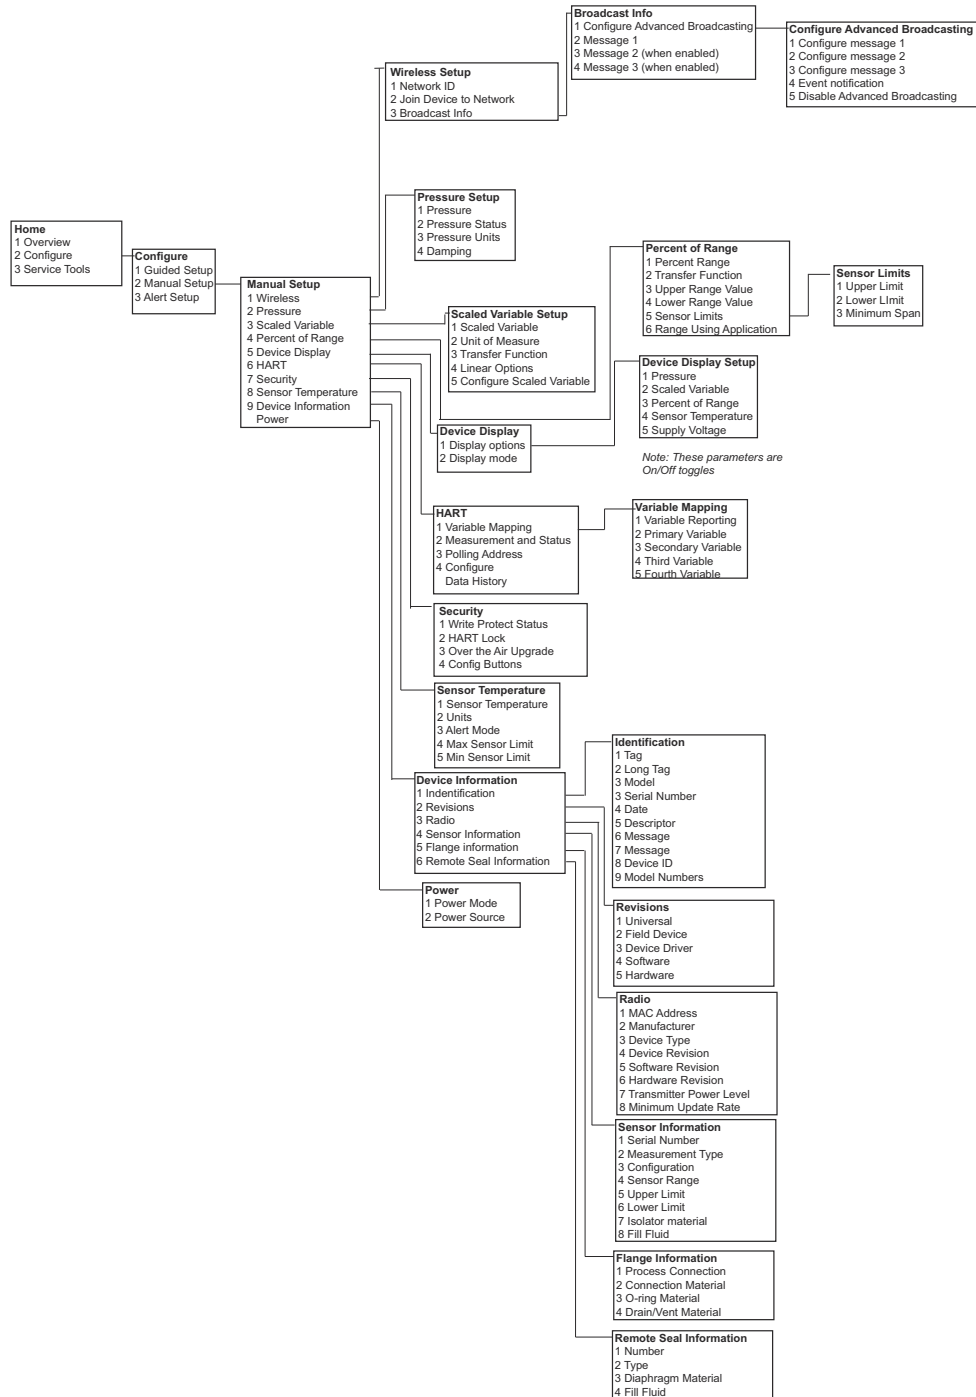 Broadcast Info
1 Configure Advanced Broadcasting
2 Message 1
3 Message 2 (when enabled)
4 Message 3 (when enabled)
Configure Advanced Broadcasting
1 Configure message 1
2 Configure message 2
3 Configure message 3
4 Event notification
5 Disable Advanced Broadcasting
Wireless Setup
1 Network ID
2 Join Device to Network
3 Broadcast Info
Pressure Setup
1 Pressure
2 Pressure Status
3 Pressure Units
4 Damping
Home
1 Overview
2 Configure
3 Service Tools
Configure
1 Guided Setup
2 Manual Setup
3 Alert Setup
Manual Setup
1 Wireless
2 Pressure
3 Scaled Variable
4 Percent of Range
5 Device Display
6 HART
7 Security
8 Sensor Temperature
9 Device Information
Power
Percent of Range
1 Percent Range
2 Transfer Function
3 Upper Range Value
4 Lower Range Value
5 Sensor Limits
6 Range Using Application
Sensor Limits
1 Upper Limit
2 Lower LImit
3 Minimum Span
Scaled Variable Setup
1 Scaled Variable
2 Unit of Measure
3 Transfer Function
4 Linear Options
5 Configure Scaled Variable
Device Display Setup
1 Pressure
2 Scaled Variable
3 Percent of Range
4 Sensor Temperature
5 Supply Voltage
Note: These parameters are
On/Off toggles
Device Display
1 Display options
2 Display mode
HART
1 Variable Mapping
2 Measurement and Status
3 Polling Address
4 Configure
Data History
Variable Mapping
1 Variable Reporting
2 Primary Variable
3 Secondary Variable
4 Third Variable
5 Fourth Variable
Security
1 Write Protect Status
2 HART Lock
3 Over the Air Upgrade
4 Config Buttons
Sensor Temperature
1 Sensor Temperature
2 Units
3 Alert Mode
4 Max Sensor Limit
5 Min Sensor Limit
Device Information
1 Indentification
2 Revisions
3 Radio
4 Sensor Information
5 Flange information
6 Remote Seal Information
Power
1 Power Mode
2 Power Source
Identification
1 Tag
2 Long Tag
3 Model
3 Serial Number
4 Date
5 Descriptor
6 Message
7 Message
8 Device ID
9 Model Numbers
Revisions
1 Universal
2 Field Device
3 Device Driver
4 Software
5 Hardware
Radio
1 MAC Address
2 Manufacturer
3 Device Type
4 Device Revision
5 Software Revision
6 Hardware Revision
7 Transmitter Power Level
8 Minimum Update Rate
Sensor Information
1 Serial Number
2 Measurement Type
3 Configuration
4 Sensor Range
5 Upper Limit
6 Lower Limit
7 Isolator material
8 Fill Fluid
Flange Information
1 Process Connection
2 Connection Material
3 O-ring Material
4 Drain/Vent Material
Remote Seal Information
1 Number
2 Type
3 Diaphragm Material
4 Fill Fluid